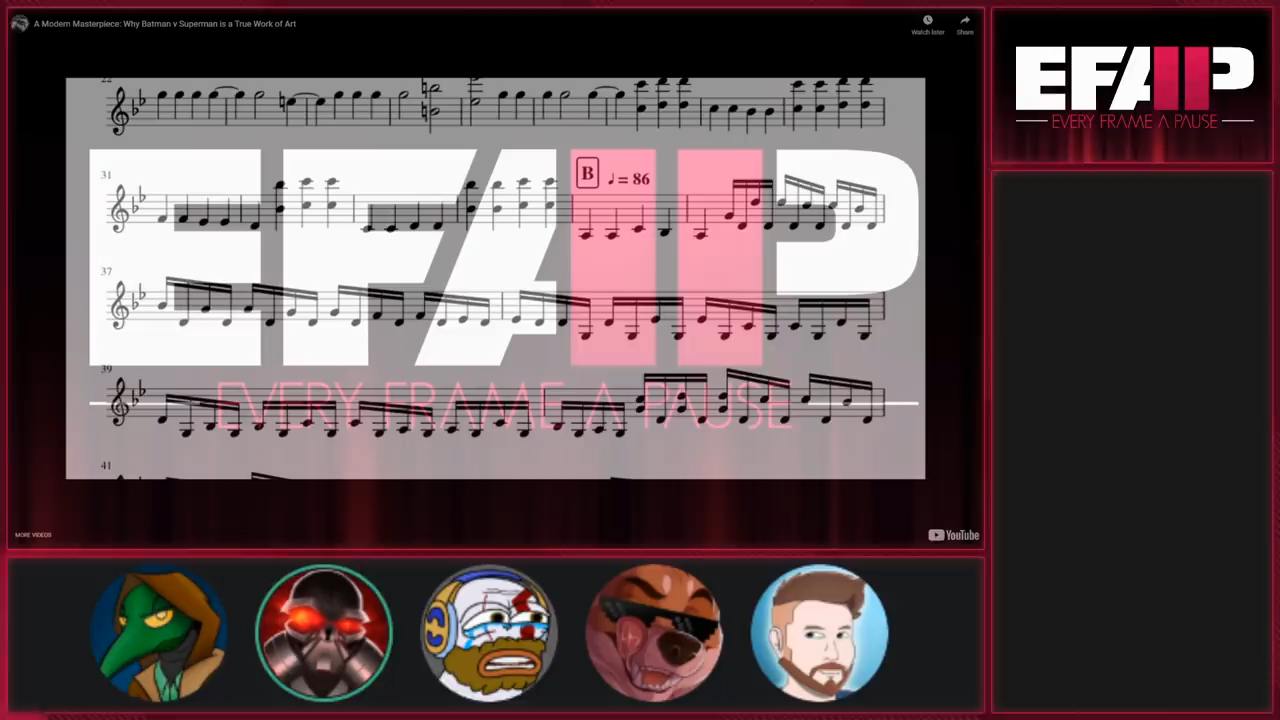 A Modern Masterpiece: Why Batman v Superman is a True Work of Art
Watch later
Share
EFAP
EVERY FRAME A PAUSE
31
B ♩= 86
37
39
EFAP
EVERY FRAME A PAUSE
41
MORE VIDEOS
YouTube